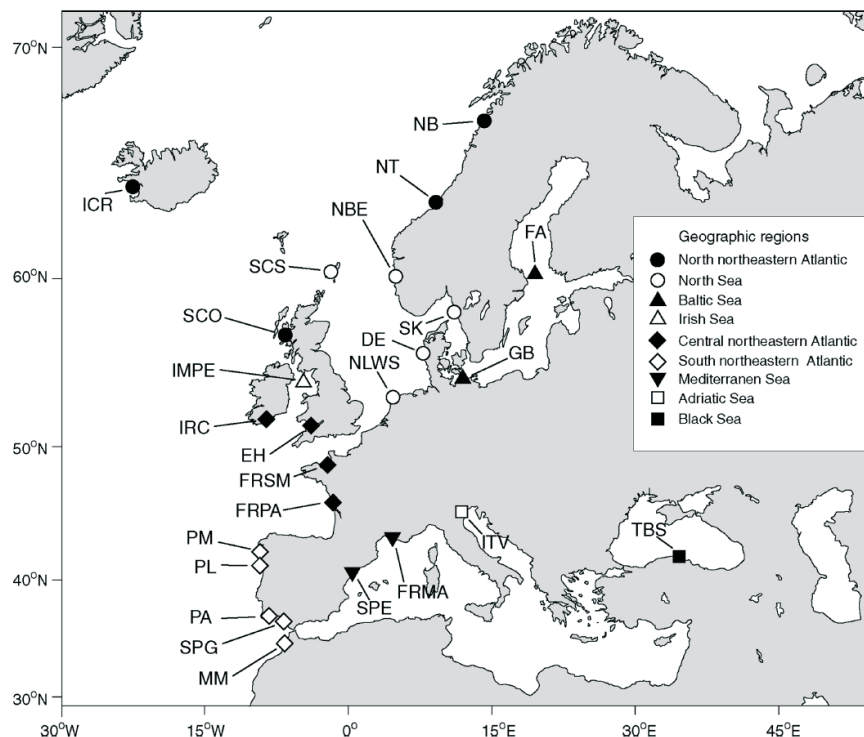 70°N
60°N
50°N
40°N
30°N
30°W
15°W
0°
15°E
30°E
45°E
NB
NT
ICR
NBE
FA
SCS
SCO
SK
DE
NLWS
GB
IMPE
IRC
EH
FRSM
FRPA
PM
PL
ITV
TBS
FRMA
SPE
PA
SPG
MM
Geographic regions
North northeastern Atlantic
North Sea
Baltic Sea
Irish Sea
Central northeastern Atlantic
South northeastern Atlantic
Mediterranen Sea
Adriatic Sea
Black Sea